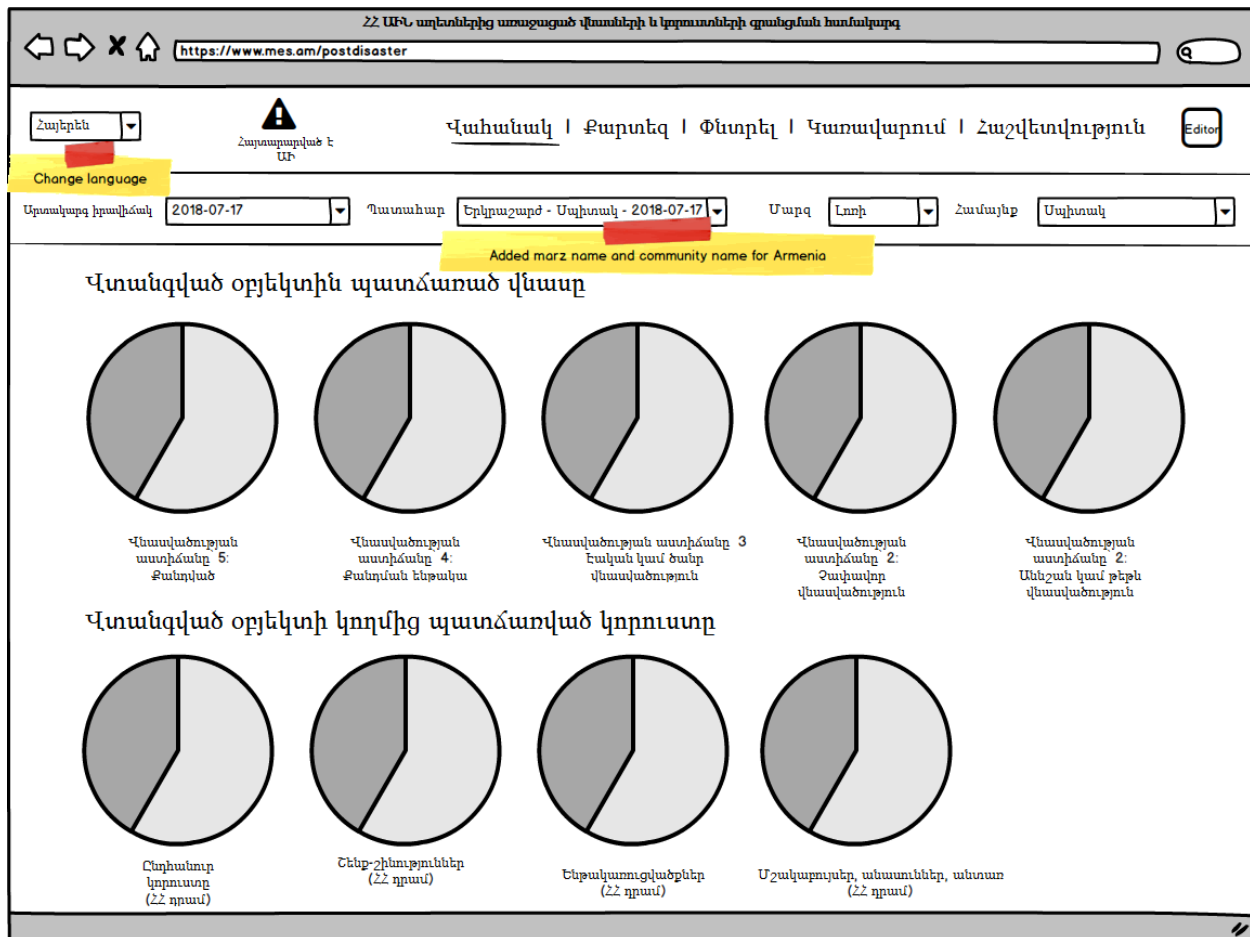 ՀՀ ԱԻՆ աղետներից առաջացած վնասների և կորուստների գրանցման համակարգ
https://www.mes.am/postdisaster
Հայերեն
Հայտարարված է
ԱԻ
Վահանակ | Քարտեզ | Փնտրել | Կառավարում | Հաշվետվություն
Editor
Change language
Արտակարգ իրավիճակ
2018-07-17
Պատահար
Երկրաշարժ - Սպիտակ - 2018-07-17
Մարզ
Լոռի
Համայնք
Սպիտակ
Added marz name and community name for Armenia
Վտանգված օբյեկտին պատճառած վնասը
Վնասվածության
աստիճանը 5:
Քանդված
Վնասվածության
աստիճանը 4:
Քանդման ենթակա
Վնասվածության աստիճանը 3
Էական կամ ծանր
վնասվածություն
Վնասվածության
աստիճանը 2:
Չափավոր
վնասվածություն
Վնասվածության
աստիճանը 2:
Աննշան կամ թեթև
վնասվածություն
Վտանգված օբյեկտի կողմից պատճառված կորուստը
Ընդհանուր
կորուստը
(ՀՀ դրամ)
Շենք-շինություններ
(ՀՀ դրամ)
Ենթակառուցվածքներ
(ՀՀ դրամ)
Մշակաբույսեր, անասուններ, անտառ
(ՀՀ դրամ)